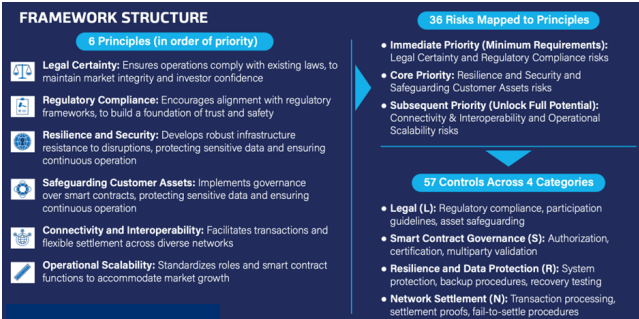 FRAMEWORK STRUCTURE
6 Principles (in order of priority)
Legal Certainty: Ensures operations comply with existing laws, to
maintain market integrity and investor confidence
Regulatory Compliance: Encourages alignment with regulatory
frameworks, to build a foundation of trust and safety
Resilience and Security: Develops robust infrastructure
resistance to disruptions, protecting sensitive data and ensuring
continuous operation
Safeguarding Customer Assets: Implements governance
over smart contracts, protecting sensitive data and ensuring
continuous operation
Connectivity and Interoperability: Facilitates transactions and
flexible settlement across diverse networks
Operational Scalability: Standardizes roles and smart contract
functions to accommodate market growth
36 Risks Mapped to Principles
• Immediate Priority (Minimum Requirements):
Legal Certainty and Regulatory Compliance risks
• Core Priority: Resilience and Security and
Safeguarding Customer Assets risks
• Subsequent Priority (Unlock Full Potential):
Connectivity & Interoperability and Operational
Scalability risks
57 Controls Across 4 Categories
• Legal (L): Regulatory compliance, participation
guidelines, asset safeguarding
• Smart Contract Governance (S): Authorization,
certification, multiparty validation
• Resilience and Data Protection (R): System
protection, backup procedures, recovery testing
• Network Settlement (N): Transaction processing,
settlement proofs, fail-to-settle procedures